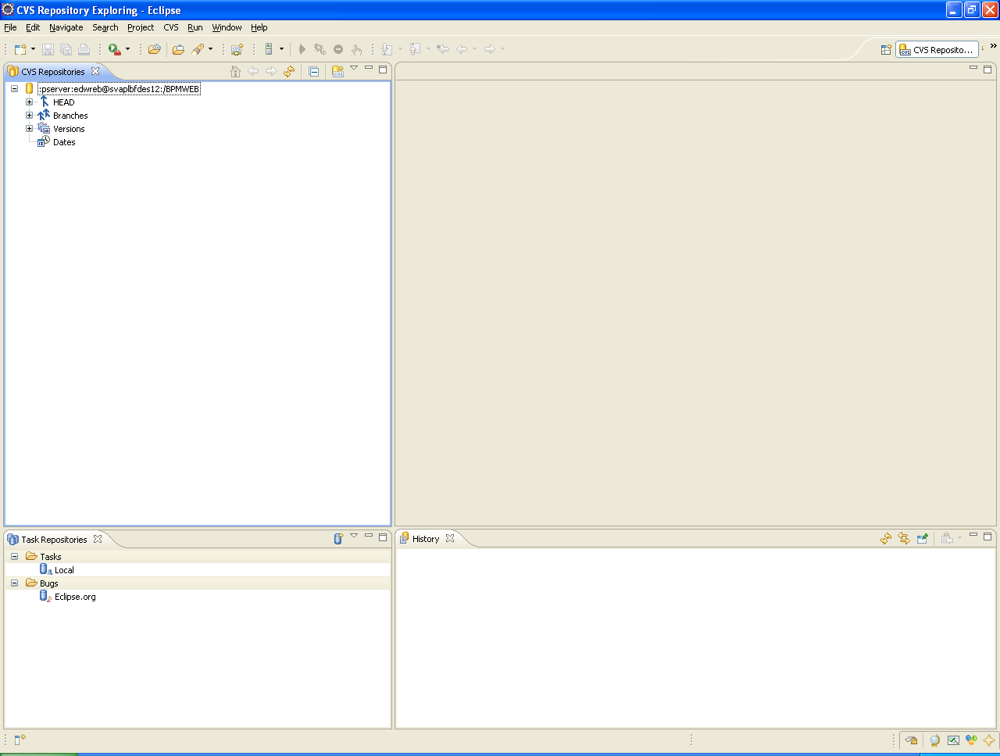 CVS Repository Exploring - Eclipse
File Edit Navigate Search Project CVS Run Window Help
CVS Reposito...
CVS Repositories
:pserver:edwreb@svaplbfdes12:/BPMWEB
HEAD
Branches
Versions
Dates
Task Repositories
Tasks
Local
Bugs
Eclipse.org
History